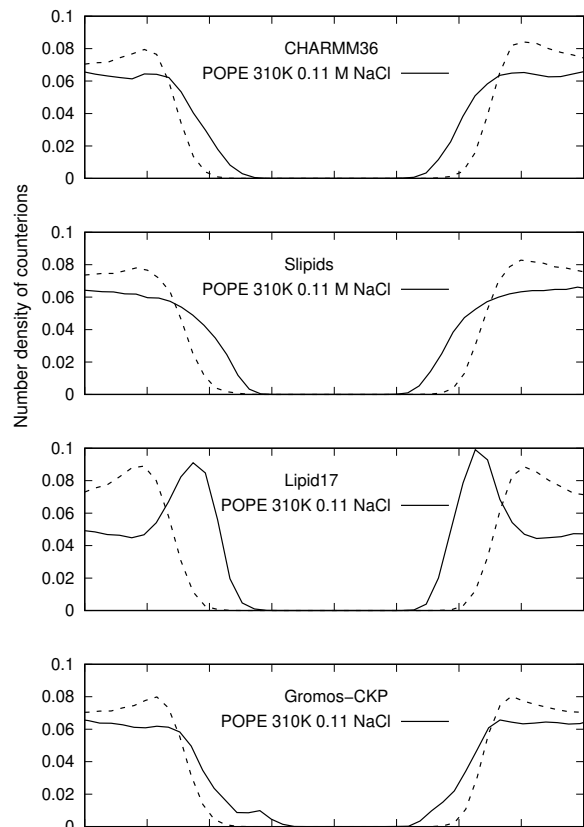 Number density of counterions
0.1
0.08
0.06
0.04
0.02
0
CHARMM36
POPE 310K 0.11 M NaCl
0.1
0.08
0.06
0.04
0.02
0
Slipids
POPE 310K 0.11 M NaCl
0.1
0.08
0.06
0.04
0.02
0
Lipid17
POPE 310K 0.11 NaCl
0.1
0.08
0.06
0.04
0.02
0
Gromos-CKP
POPE 310K 0.11 NaCl